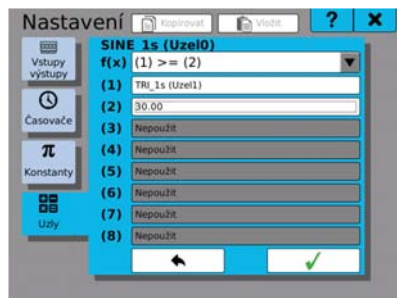 Nastavení Kopírovat Vložit ? ×
Vstupy
výstupy
Časovače
π
Konstanty
Uzly
SINE_1s (Uzel0)
f(x) (1) >= (2)
(1) TRI_1s (Uzel1)
(2) 30.00
(3) Nepoužit
(4) Nepoužit
(5) Nepoužit
(6) Nepoužit
(7) Nepoužit
(8) Nepoužit